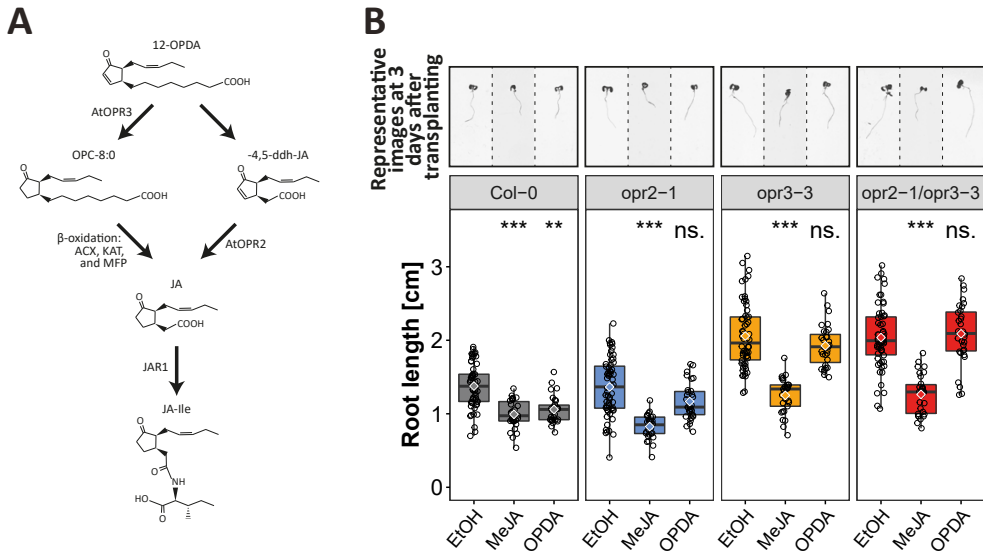 A
12-OPDA
O
COOH
AtOPR3
OPC-8:0
-4,5-ddh-JA
O
COOH
O
COOH
β-oxidation:
ACX, KAT,
and MFP
AtOPR2
JA
O
COOH
JAR1
JA-Ile
O
O
NH
HO
O
B
Representative
images at 3
days after
transplanting
Col-0
opr2-1
opr3-3
opr2-1/opr3-3
*** **
*** ns.
*** ns.
*** ns.
Root length [cm]
3
2
1
0
EtOH
MeJA
OPDA
EtOH
MeJA
OPDA
EtOH
MeJA
OPDA
EtOH
MeJA
OPDA